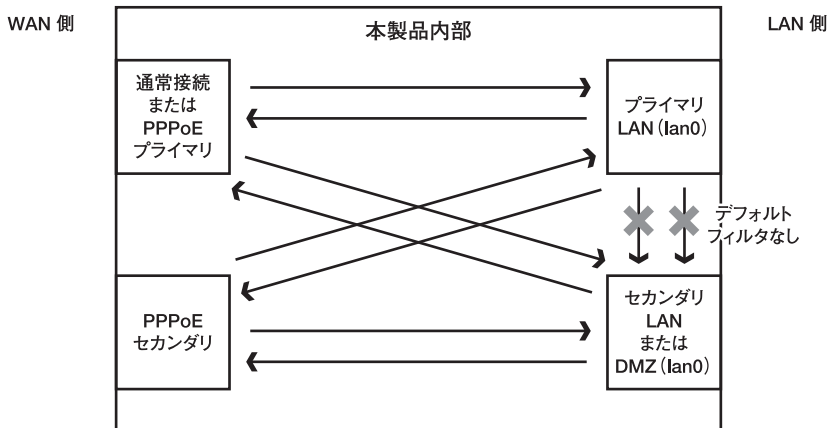 WAN 側
本製品内部
LAN 側
通常接続
または
PPPoE
プライマリ
プライマリ
LAN（lan0）
デフォルト
フィルタなし
PPPoE
セカンダリ
セカンダリ
LAN
または
DMZ（lan0）